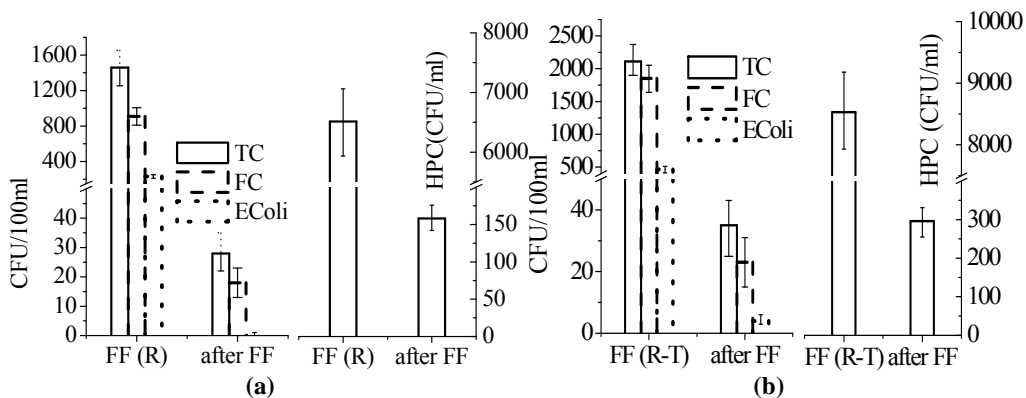 1600
1200
800
400
40
30
20
10
0
CFU/100ml
TC
FC
EColi
FF (R)
after FF
FF (R)
after FF
8000
7000
6000
150
100
50
0
HPC(CFU/ml)
(a)
2500
2000
1500
1000
500
40
20
0
CFU/100ml
TC
FC
EColi
FF (R-T)
after FF
FF (R-T)
after FF
10000
9000
8000
300
200
100
0
HPC (CFU/ml)
(b)